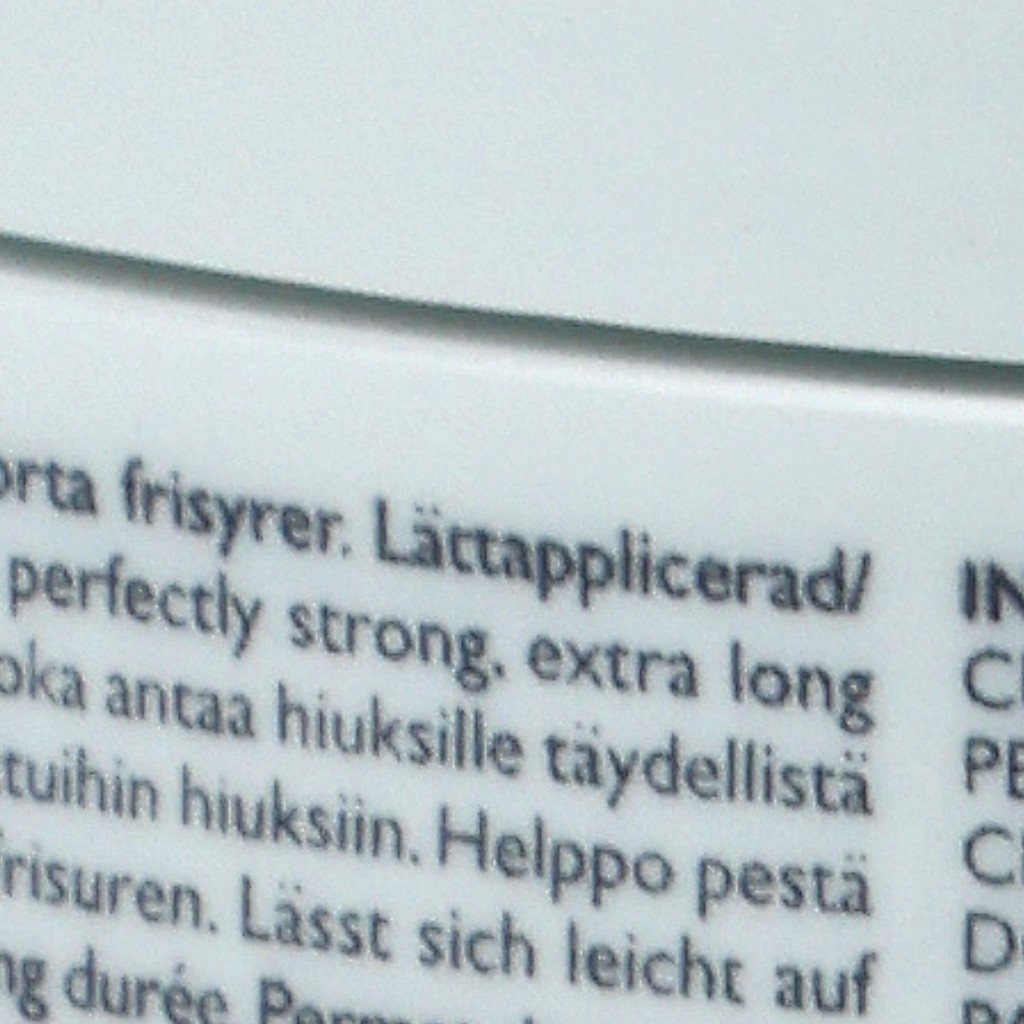 orta frisyrer. Lättapplicerad/
perfectly strong, extra long
oka antaa hiuksille täydellistä
tuihin hiuksiin. Helppo pestä
frisuren. Lässt sich leicht auf
ng durée
IN
PE